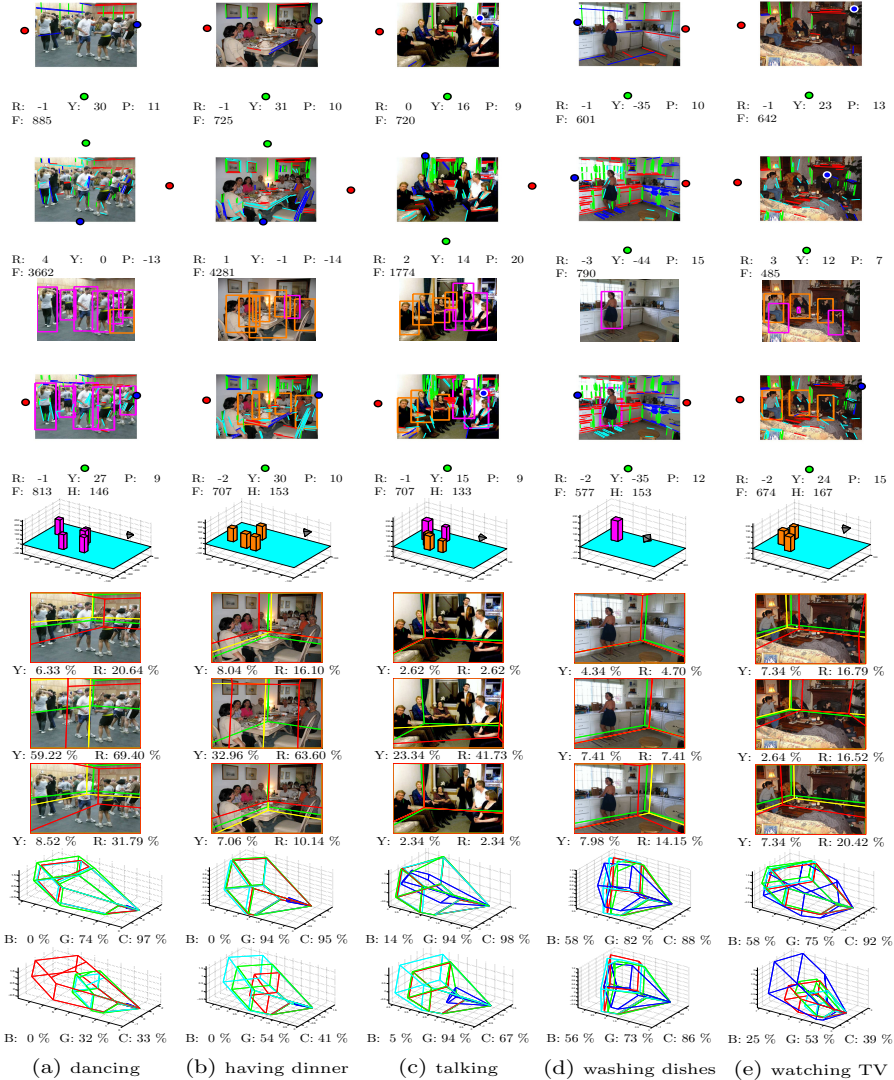 R: -1 Y: 30 P: 11 R: -1 Y: 31 P: 10 R: 0 Y: 16 P: 9 R: -1 Y: -35 P: 10 R: -1 Y: 23 P: 13
F: 885 F: 725 F: 720 F: 601 F: 642
R: 4 Y: 0 P: -13 R: 1 Y: -1 P: -14 R: 2 Y: 14 P: 20 R: -3 Y: -44 P: 15 R: 3 Y: 12 P: 7
F: 3662 F: 4281 F: 1774 F: 790 F: 485
R: -1 Y: 27 P: 9 R: -2 Y: 30 P: 10 R: -1 Y: 15 P: 9 R: -2 Y: -35 P: 12 R: -2 Y: 24 P: 15
F: 813 H: 146 F: 707 H: 153 F: 707 H: 133 F: 577 H: 153 F: 674 H: 167
Y: 6.33 % R: 20.64 % Y: 8.04 % R: 16.10 % Y: 2.62 % R: 2.62 % Y: 4.34 % R: 4.70 % Y: 7.34 % R: 16.79 %
Y: 59.22 % R: 69.40 % Y: 32.96 % R: 63.60 % Y: 23.34 % R: 41.73 % Y: 7.41 % R: 7.41 % Y: 2.64 % R: 16.52 %
Y: 8.52 % R: 31.79 % Y: 7.06 % R: 10.14 % Y: 2.34 % R: 2.34 % Y: 7.98 % R: 14.15 % Y: 7.34 % R: 20.42 %
B: 0 % G: 74 % C: 97 % B: 0 % G: 94 % C: 95 % B: 14 % G: 94 % C: 98 % B: 58 % G: 82 % C: 88 % B: 58 % G: 75 % C: 92 %
B: 0 % G: 32 % C: 33 % B: 0 % G: 54 % C: 41 % B: 5 % G: 94 % C: 67 % B: 56 % G: 73 % C: 86 % B: 25 % G: 53 % C: 39 %
(a) dancing (b) having dinner (c) talking (d) washing dishes (e) watching TV